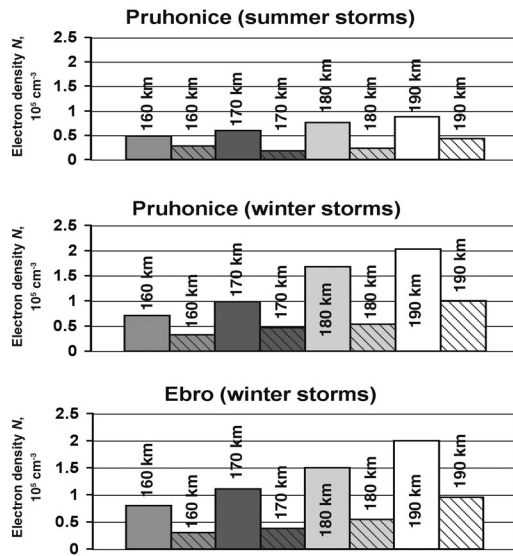 Pruhonice (summer storms)
Electron density N,
10⁵ cm⁻³
2.5
2
1.5
1
0.5
0
160 km
160 km
170 km
170 km
180 km
180 km
190 km
190 km
Pruhonice (winter storms)
Electron density N,
10⁵ cm⁻³
2.5
2
1.5
1
0.5
0
160 km
160 km
170 km
170 km
180 km
180 km
190 km
190 km
Ebro (winter storms)
Electron density N,
10⁵ cm⁻³
2.5
2
1.5
1
0.5
0
160 km
160 km
170 km
170 km
180 km
180 km
190 km
190 km